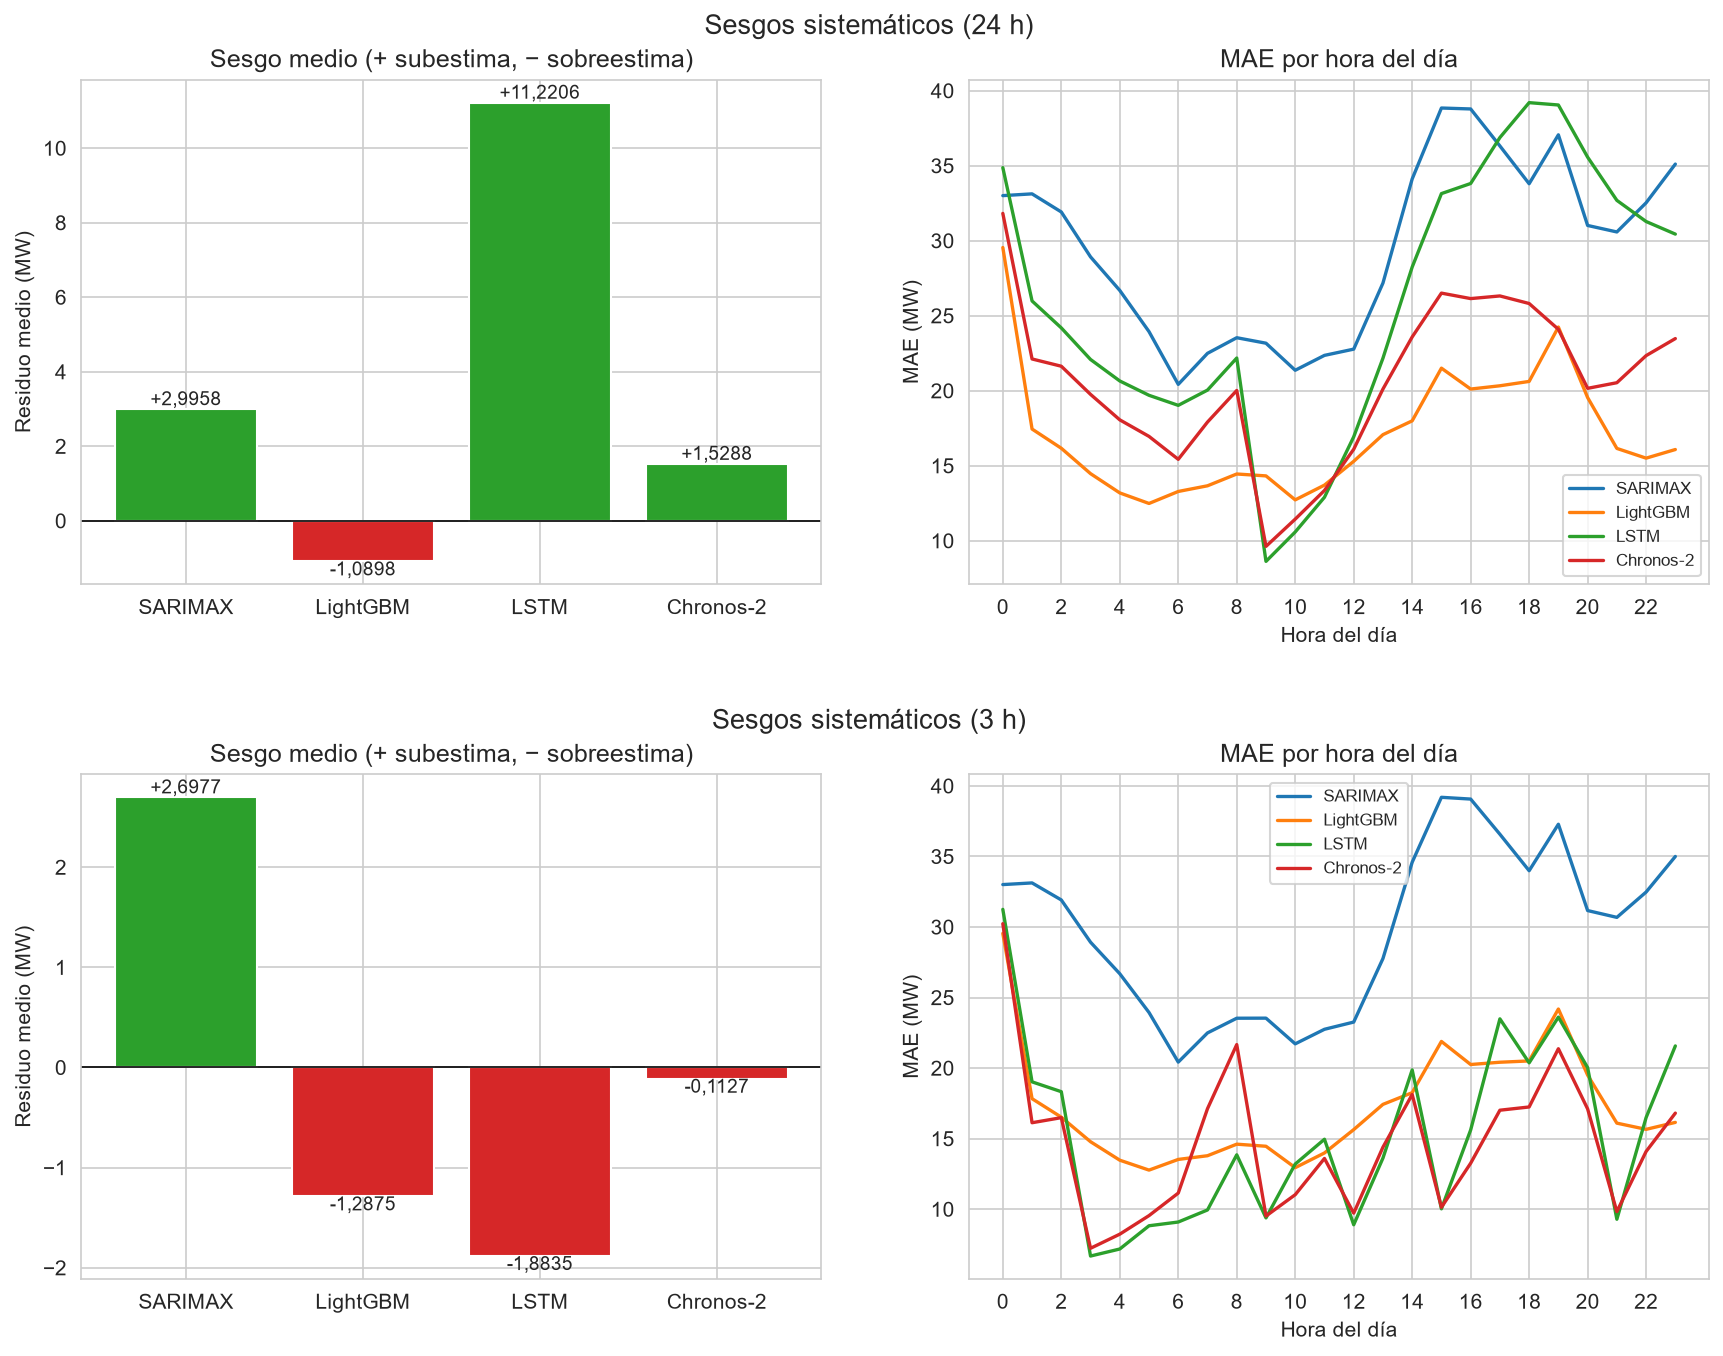 Sesgos sistemáticos (24 h)
Sesgo medio (+ subestima, − sobreestima)
Residuo medio (MW)
10
8
6
4
2
0
+2,9958
-1,0898
+11,2206
+1,5288
SARIMAX LightGBM LSTM Chronos-2
MAE por hora del día
MAE (MW)
40
35
30
25
20
15
10
SARIMAX
LightGBM
LSTM
Chronos-2
0 2 4 6 8 10 12 14 16 18 20 22
Hora del día
Sesgos sistemáticos (3 h)
Sesgo medio (+ subestima, − sobreestima)
Residuo medio (MW)
2
1
0
−1
−2
+2,6977
-1,2875
-1,8835
-0,1127
SARIMAX LightGBM LSTM Chronos-2
MAE por hora del día
MAE (MW)
40
35
30
25
20
15
10
SARIMAX
LightGBM
LSTM
Chronos-2
0 2 4 6 8 10 12 14 16 18 20 22
Hora del día